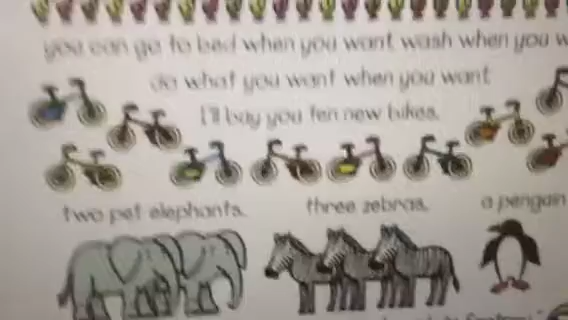 you can go to bed when you want, wash when you
do what you want when you want
I'll buy you ten new bikes,
two pet elephants, three zebras, a penguin